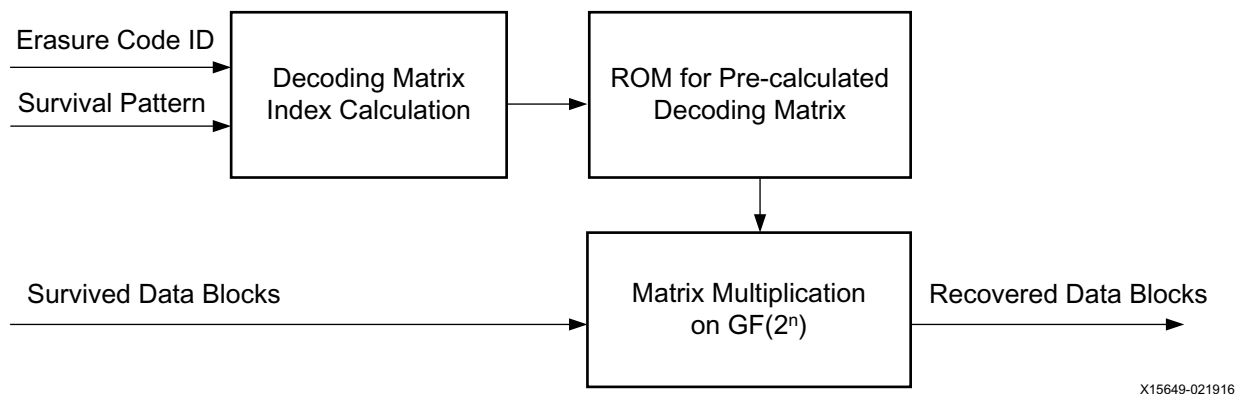 Erasure Code ID
Survival Pattern
Decoding Matrix
Index Calculation
ROM for Pre-calculated
Decoding Matrix
Survived Data Blocks
Matrix Multiplication
on GF(2ⁿ)
Recovered Data Blocks
X15649-021916